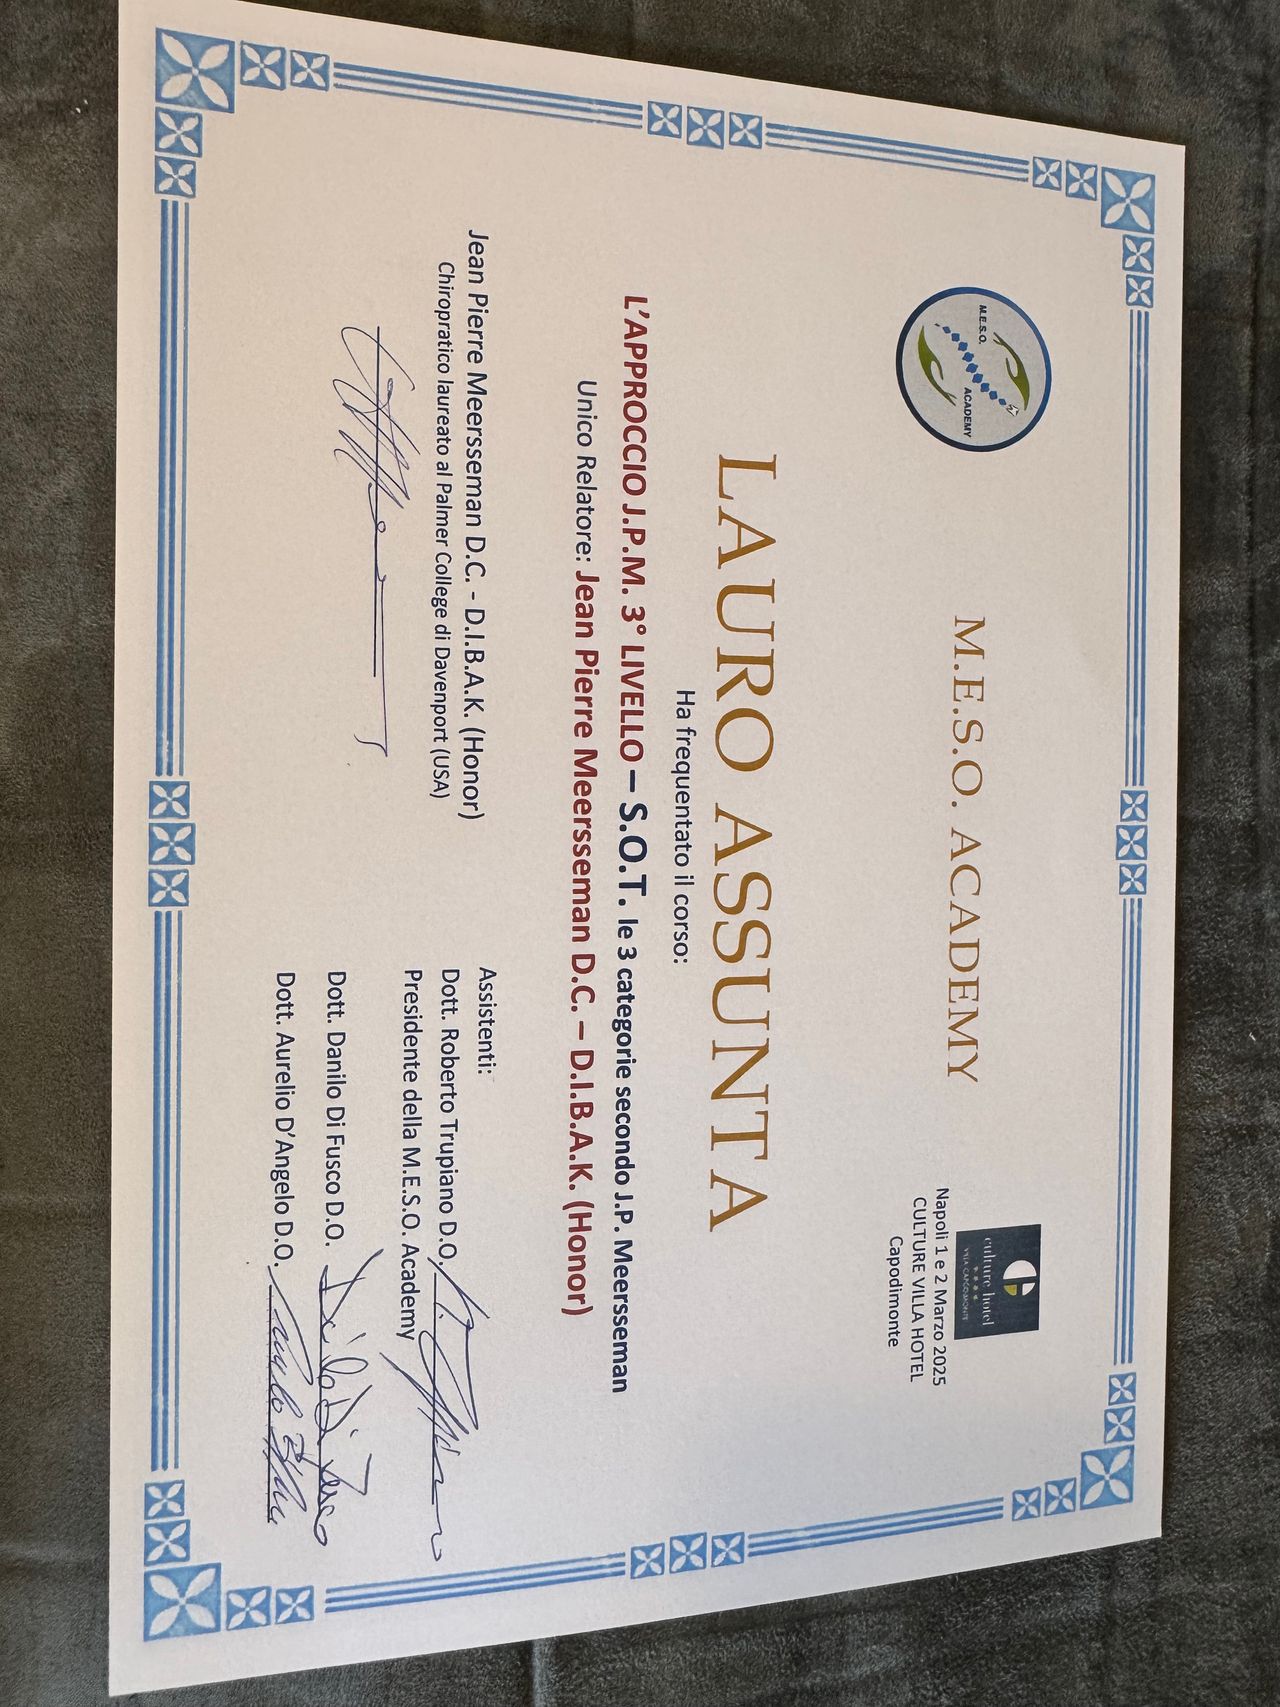 M.E.S.O.
ACADEMY
M.E.S.O. ACADEMY
culture hotel
VILLA CAPODIMONTE
Napoli 1 e 2 Marzo 2025
CULTURE VILLA HOTEL
Capodimonte
LAURO ASSUNTA
Ha frequentato il corso:
L'APPROCCIO J.P.M. 3° LIVELLO – S.O.T. le 3 categorie secondo J.P. Meersseman
Unico Relatore: Jean Pierre Meersseman D.C. – D.I.B.A.K. (Honor)
Jean Pierre Meersseman D.C. - D.I.B.A.K. (Honor)
Chiropratico laureato al Palmer College di Davenport (USA)
Assistenti:
Dott. Roberto Trupiano D.O.
Presidente della M.E.S.O. Academy
Dott. Danilo Di Fusco D.O.
Dott. Aurelio D'Angelo D.O.